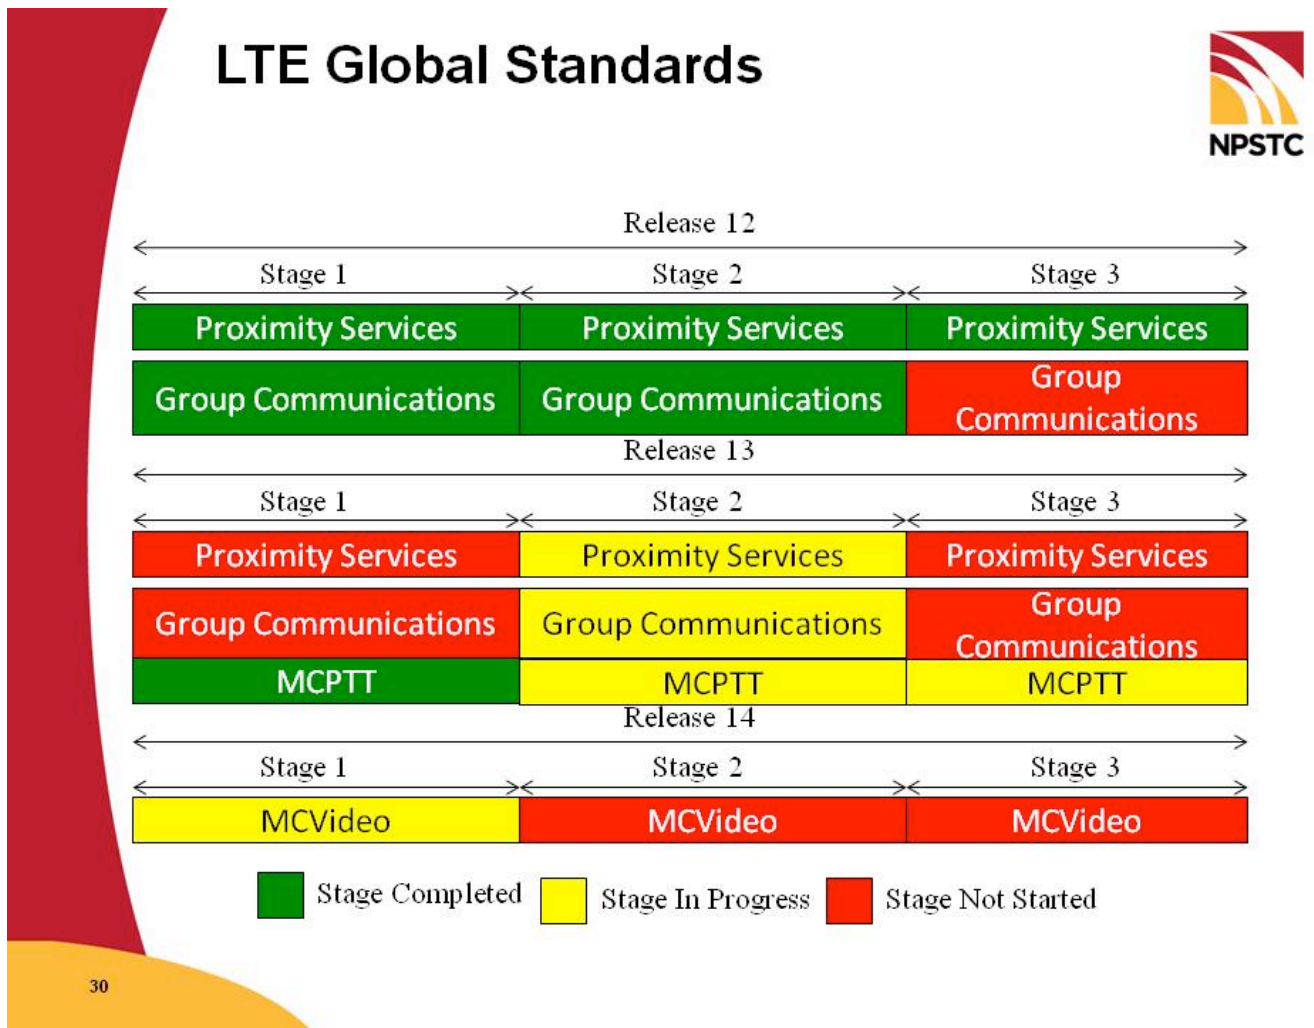 LTE Global Standards
NPSTC
Release 12
Stage 1 Stage 2 Stage 3
Proximity Services Proximity Services Proximity Services
Group Communications Group Communications Group
Communications
Release 13
Stage 1 Stage 2 Stage 3
Proximity Services Proximity Services Proximity Services
Group Communications Group Communications Group
Communications
MCPTT MCPTT MCPTT
Release 14
Stage 1 Stage 2 Stage 3
MCVideo MCVideo MCVideo
Stage Completed Stage In Progress Stage Not Started
30